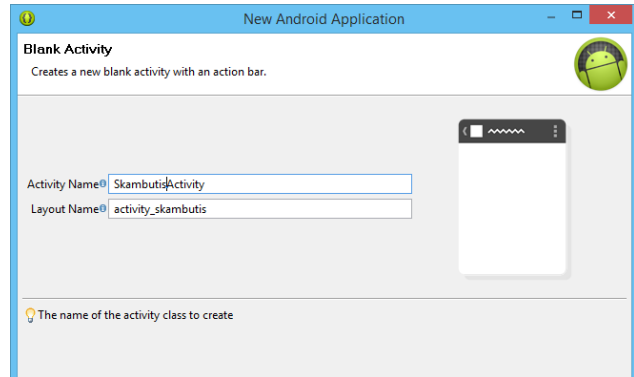 New Android Application
Blank Activity
Creates a new blank activity with an action bar.
Activity Name SkambutisActivity
Layout Name activity_skambutis
The name of the activity class to create